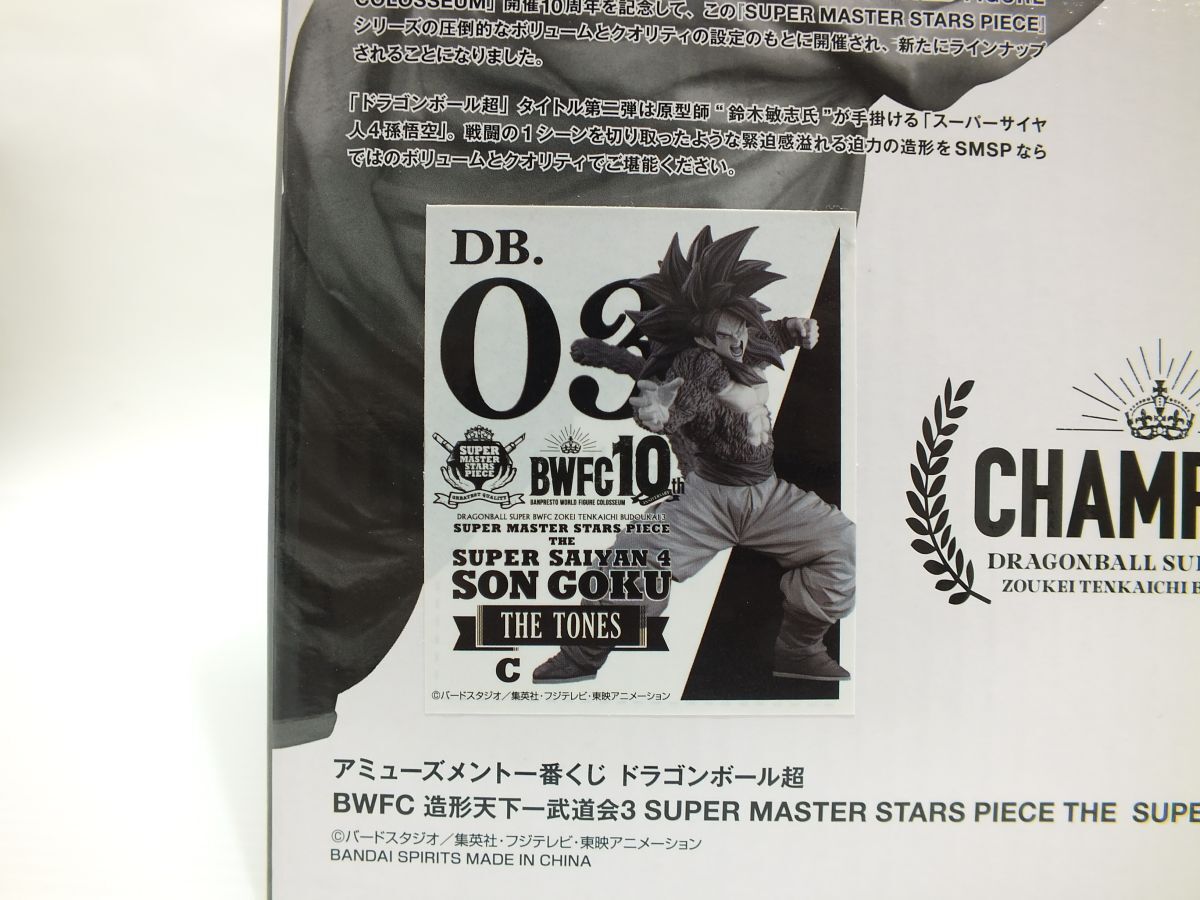 COLOSSEUM」開催10周年を記念して、この『SUPER MASTER STARS PIECE』
シリーズの圧倒的なボリュームとクオリティの設定のもとに開催され、新たにラインナップ
されることになりました。
「ドラゴンボール超」タイトル第二弾は原型師“鈴木敏志氏”が手掛ける「スーパーサイヤ
人4孫悟空」。戦闘の1シーンを切り取ったような緊迫感溢れる迫力の造形をSMSPなら
ではのボリュームとクオリティでご堪能ください。
DB.
03
SUPER
MASTER
STARS
PIECE
GREATEST QUALITY
BWFC 10th
BANPRESTO WORLD FIGURE COLOSSEUM
ANNIVERSARY
DRAGONBALL SUPER BWFC ZOKEI TENKAICHI BUDOUKAI 3
SUPER MASTER STARS PIECE
THE
SUPER SAIYAN 4
SON GOKU
THE TONES
C
©バードスタジオ／集英社・フジテレビ・東映アニメーション
CHAMP
DRAGONBALL SU
ZOUKEI TENKAICHI
アミューズメント一番くじ ドラゴンボール超
BWFC 造形天下一武道会3 SUPER MASTER STARS PIECE THE SUPE
©バードスタジオ／集英社・フジテレビ・東映アニメーション
BANDAI SPIRITS MADE IN CHINA